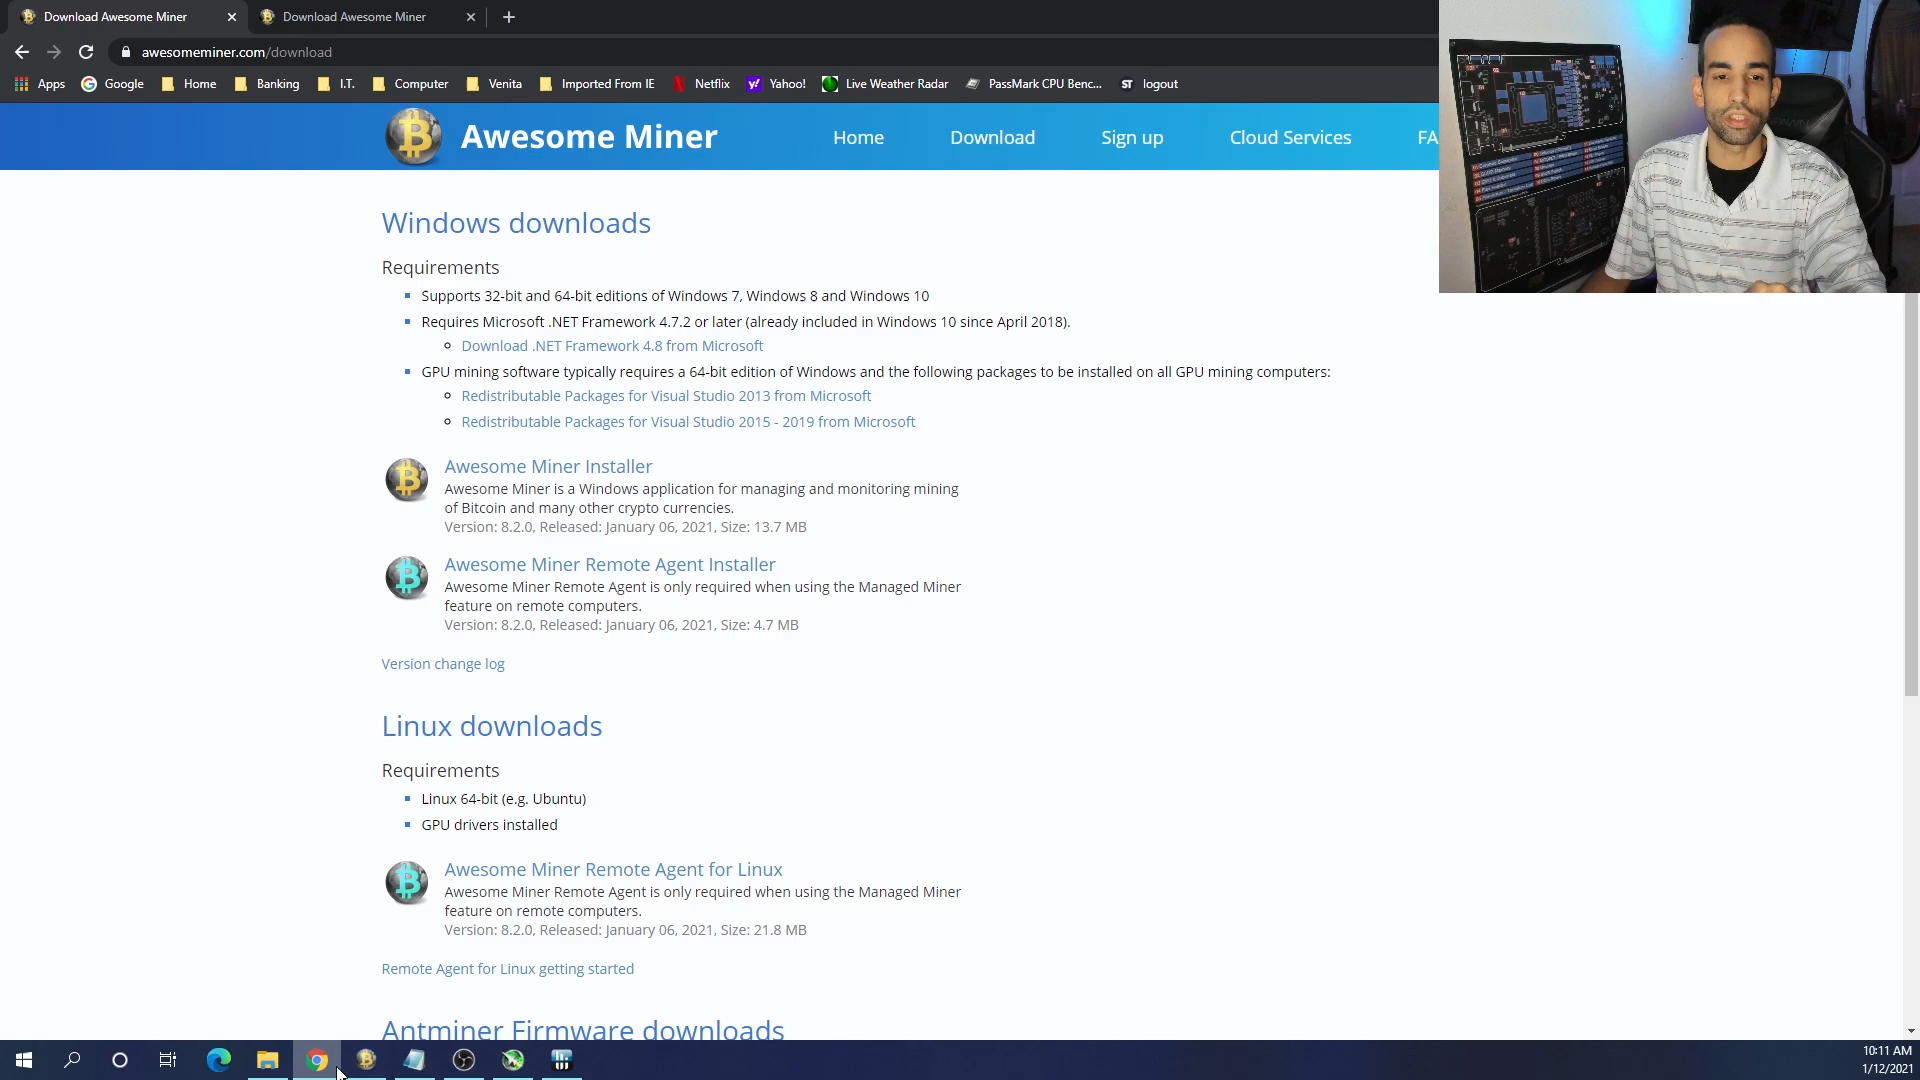 Download Awesome Miner
Download Awesome Miner
awesomeminer.com/download
Apps
Google
Home
Banking
I.T.
Computer
Venita
Imported From IE
Netflix
Yahoo!
Live Weather Radar
PassMark CPU Benc...
ST logout
Awesome Miner
Home
Download
Sign up
Cloud Services
FA
Windows downloads
Requirements
Supports 32-bit and 64-bit editions of Windows 7, Windows 8 and Windows 10
Requires Microsoft .NET Framework 4.7.2 or later (already included in Windows 10 since April 2018).
Download .NET Framework 4.8 from Microsoft
GPU mining software typically requires a 64-bit edition of Windows and the following packages to be installed on all GPU mining computers:
Redistributable Packages for Visual Studio 2013 from Microsoft
Redistributable Packages for Visual Studio 2015 - 2019 from Microsoft
Awesome Miner Installer
Awesome Miner is a Windows application for managing and monitoring mining
of Bitcoin and many other crypto currencies.
Version: 8.2.0, Released: January 06, 2021, Size: 13.7 MB
Awesome Miner Remote Agent Installer
Awesome Miner Remote Agent is only required when using the Managed Miner
feature on remote computers.
Version: 8.2.0, Released: January 06, 2021, Size: 4.7 MB
Version change log
Linux downloads
Requirements
Linux 64-bit (e.g. Ubuntu)
GPU drivers installed
Awesome Miner Remote Agent for Linux
Awesome Miner Remote Agent is only required when using the Managed Miner
feature on remote computers.
Version: 8.2.0, Released: January 06, 2021, Size: 21.8 MB
Remote Agent for Linux getting started
Antminer Firmware downloads
10:11 AM
1/12/2021